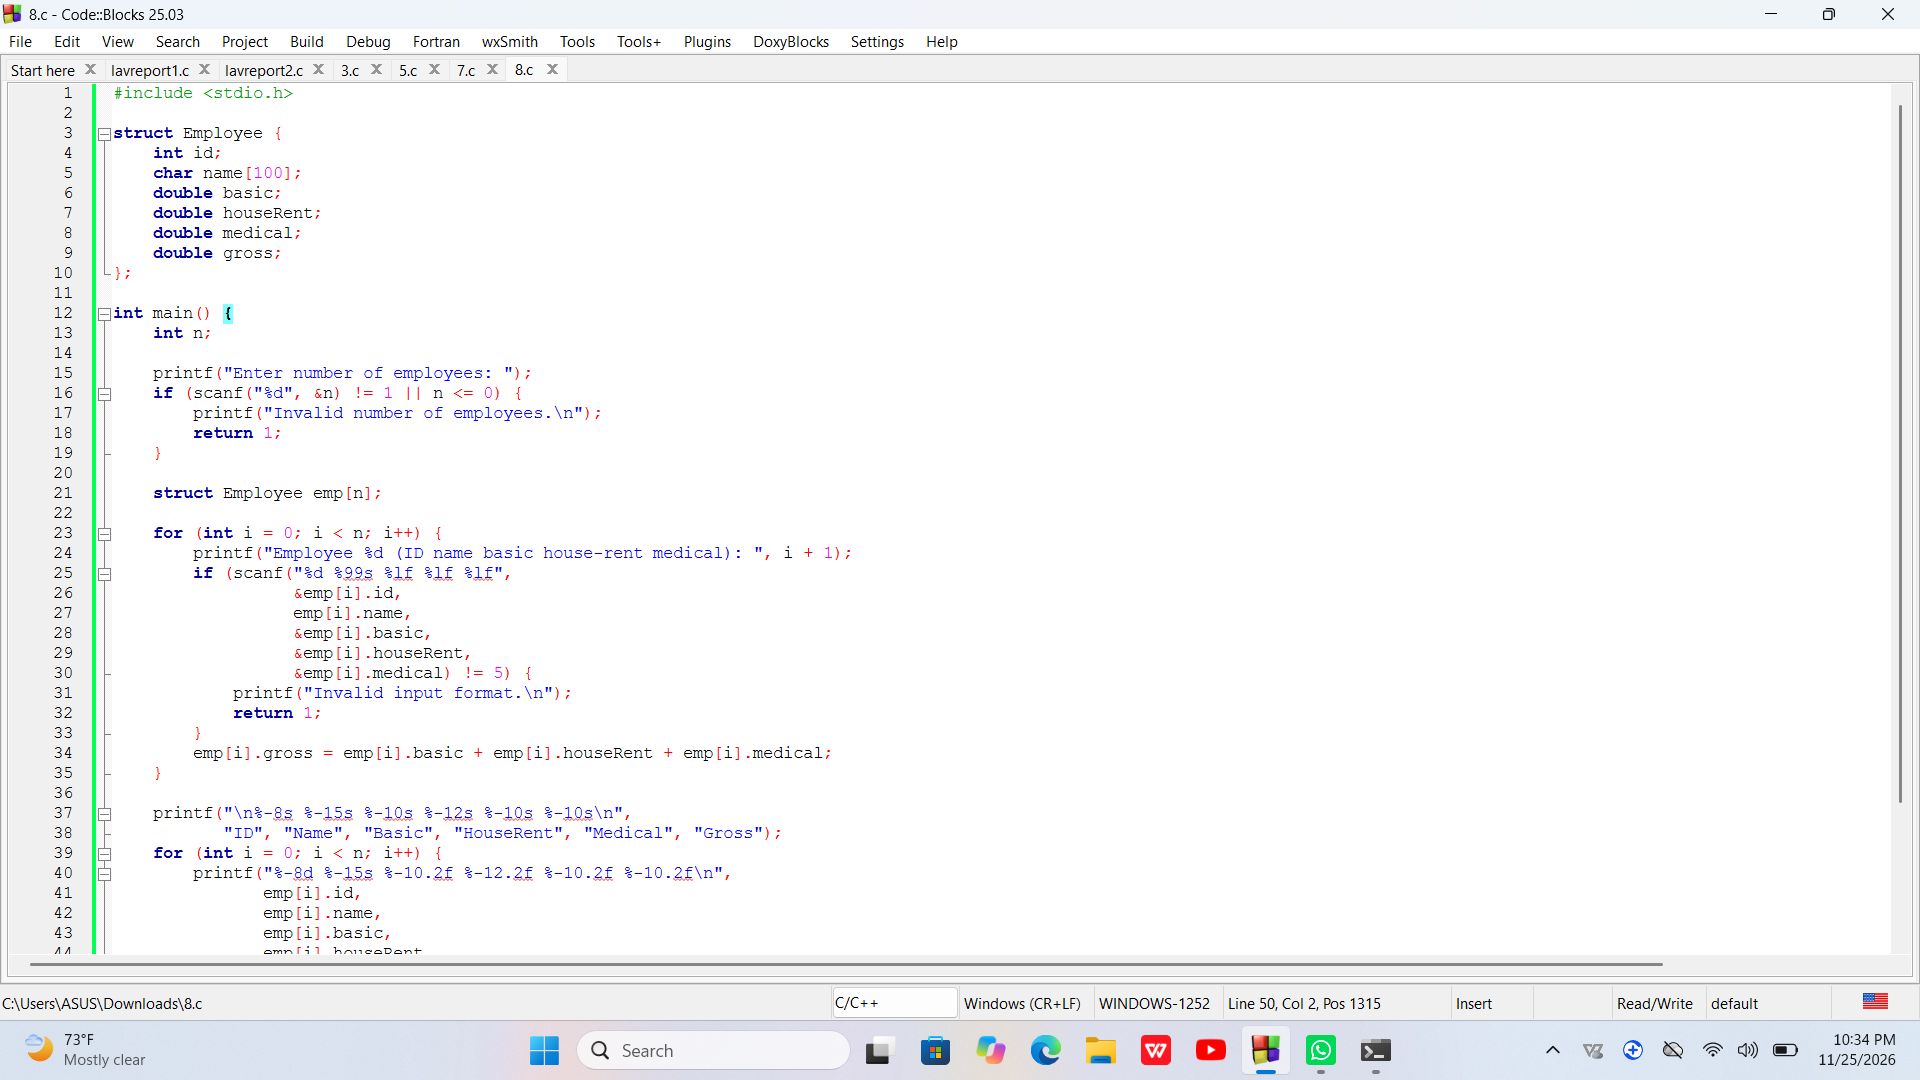 8.c - Code::Blocks 25.03
File Edit View Search Project Build Debug Fortran wxSmith Tools Tools+ Plugins DoxyBlocks Settings Help
Start here lavreport1.c lavreport2.c 3.c 5.c 7.c 8.c
1 #include <stdio.h>
2
3 struct Employee {
4     int id;
5     char name[100];
6     double basic;
7     double houseRent;
8     double medical;
9     double gross;
10 };
11
12 int main() {
13     int n;
14
15     printf("Enter number of employees: ");
16     if (scanf("%d", &n) != 1 || n <= 0) {
17         printf("Invalid number of employees.\n");
18         return 1;
19     }
20
21     struct Employee emp[n];
22
23     for (int i = 0; i < n; i++) {
24         printf("Employee %d (ID name basic house-rent medical): ", i + 1);
25         if (scanf("%d %99s %lf %lf %lf",
26                   &emp[i].id,
27                   emp[i].name,
28                   &emp[i].basic,
29                   &emp[i].houseRent,
30                   &emp[i].medical) != 5) {
31             printf("Invalid input format.\n");
32             return 1;
33         }
34         emp[i].gross = emp[i].basic + emp[i].houseRent + emp[i].medical;
35     }
36
37     printf("\n%-8s %-15s %-10s %-12s %-10s %-10s\n",
38            "ID", "Name", "Basic", "HouseRent", "Medical", "Gross");
39     for (int i = 0; i < n; i++) {
40         printf("%-8d %-15s %-10.2f %-12.2f %-10.2f %-10.2f\n",
41                emp[i].id,
42                emp[i].name,
43                emp[i].basic,
44                emp[i].houseRent
C:\Users\ASUS\Downloads\8.c C/C++ Windows (CR+LF) WINDOWS-1252 Line 50, Col 2, Pos 1315 Insert Read/Write default
73°F
Mostly clear
Search
10:34 PM
11/25/2026